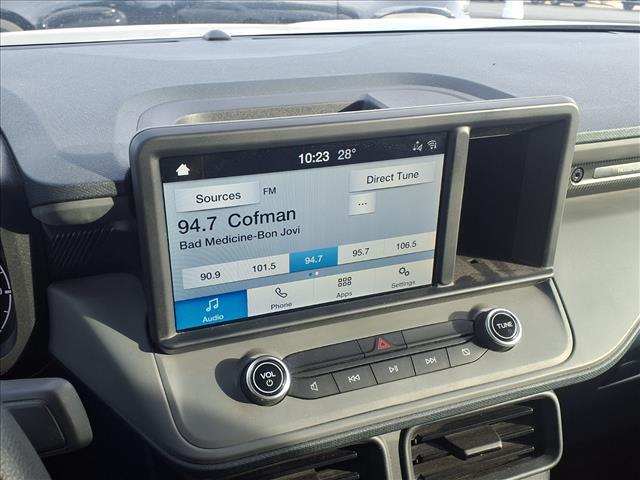 10:23 28°
Sources FM Direct Tune
94.7 Cofman
...
Bad Medicine-Bon Jovi
90.9 101.5 94.7 95.7 106.5
Audio Phone Apps Settings
VOL
TUNE